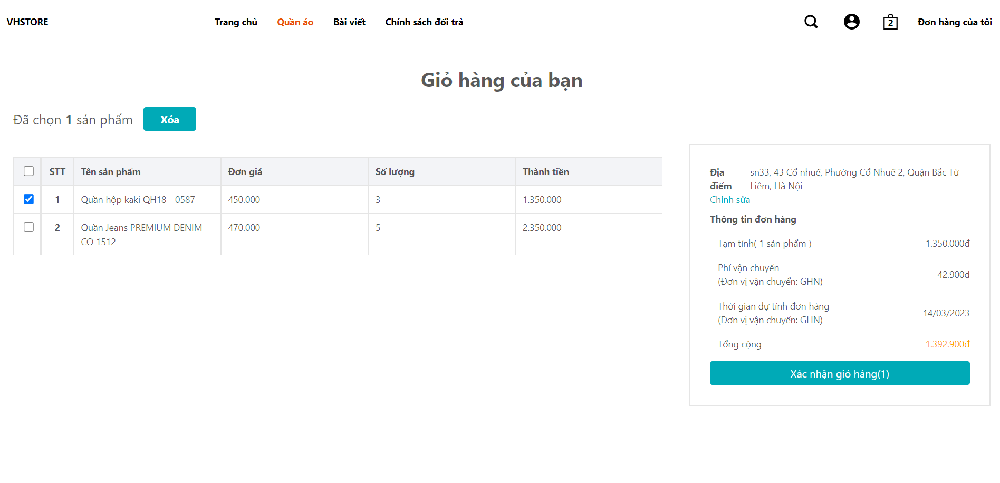 VHSTORE
Trang chủ
Quần áo
Bài viết
Chính sách đổi trả
2
Đơn hàng của tôi
Giỏ hàng của bạn
Đã chọn 1 sản phẩm
Xóa
STT
Tên sản phẩm
Đơn giá
Số lượng
Thành tiền
1
Quần hộp kaki QH18 - 0587
450.000
3
1.350.000
2
Quần Jeans PREMIUM DENIM
CO 1512
470.000
5
2.350.000
Địa
điểm
sn33, 43 Cổ nhuế, Phường Cổ Nhuế 2, Quận Bắc Từ
Liêm, Hà Nội
Chỉnh sửa
Thông tin đơn hàng
Tạm tính( 1 sản phẩm )
1.350.000đ
Phí vận chuyển
(Đơn vị vận chuyển: GHN)
42.900đ
Thời gian dự tính đơn hàng
(Đơn vị vận chuyển: GHN)
14/03/2023
Tổng cộng
1.392.900đ
Xác nhận giỏ hàng(1)